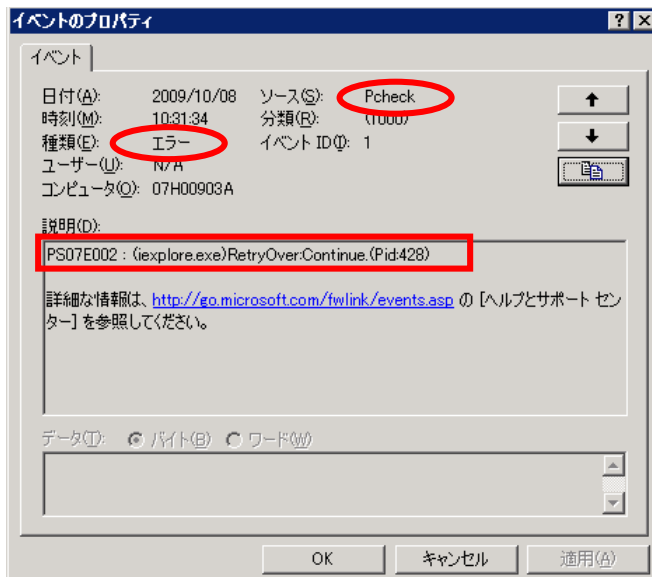 イベントのプロパティ
イベント
日付(A): 2009/10/08 ソース(S): Pcheck
時刻(M): 10:31:34 分類(R): (1000)
種類(E): エラー イベント ID(I): 1
ユーザー(U): N/A
コンピュータ(O): 07H00903A
説明(D):
PS07E002 : (iexplore.exe)RetryOver:Continue.(Pid:428)
詳細な情報は、http://go.microsoft.com/fwlink/events.asp の [ヘルプとサポート セン
ター] を参照してください。
データ(T): バイト(B) ワード(W)
OK キャンセル 適用(A)